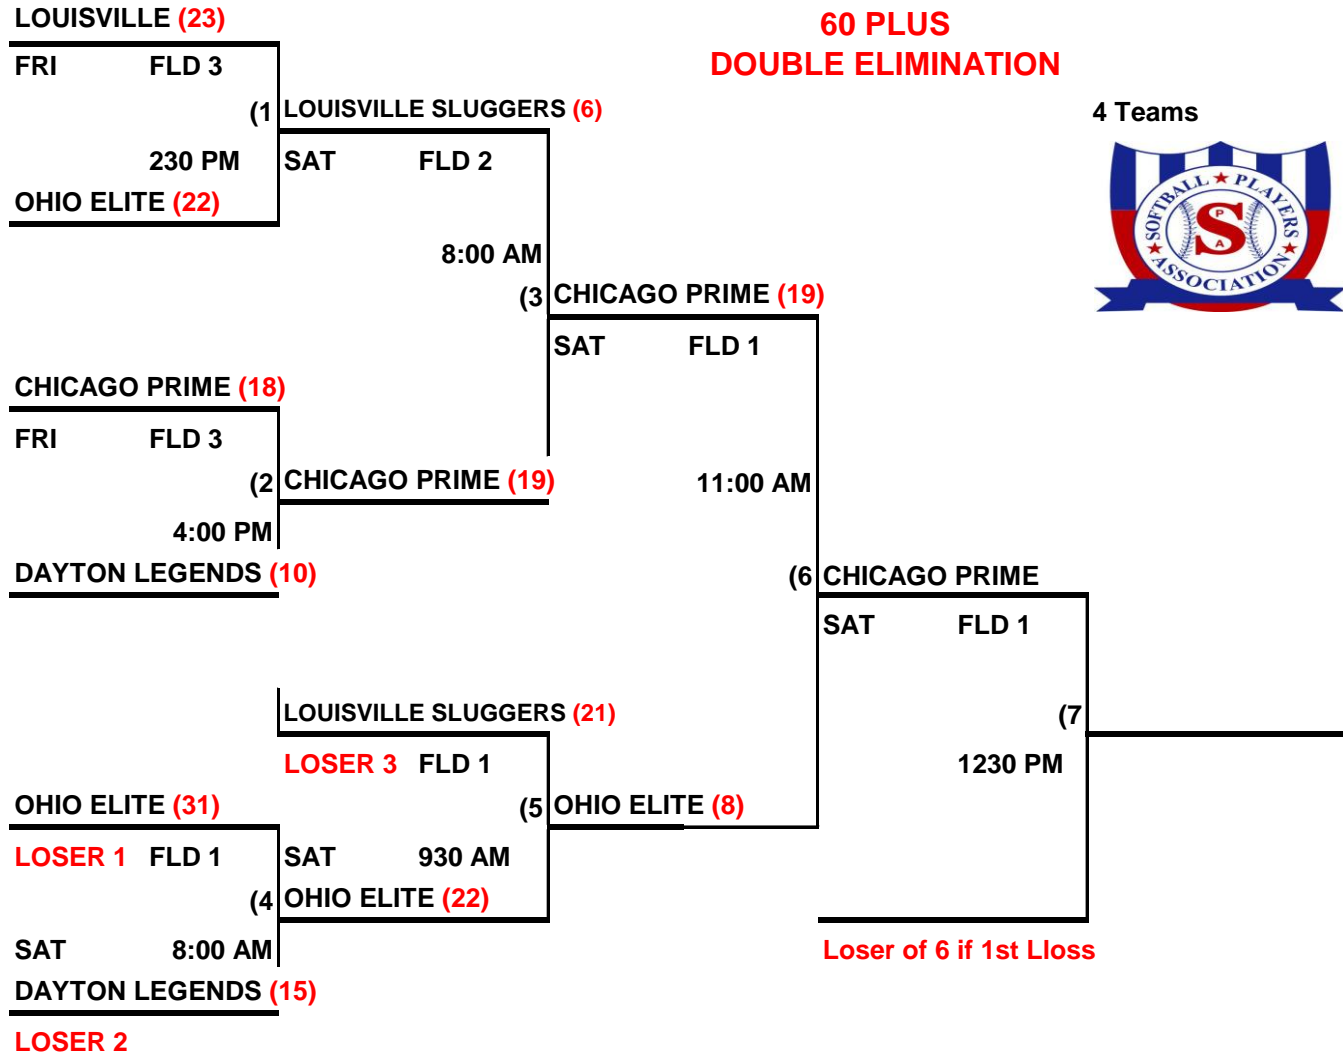 LOUISVILLE (23)
60 PLUS
DOUBLE ELIMINATION
FRI FLD 3
(1 LOUISVILLE SLUGGERS (6)
4 Teams
230 PM SAT FLD 2
OHIO ELITE (22)
SOFTBALL ★ PLAYERS ★ ASSOCIATION ★
S
P
A
8:00 AM
(3 CHICAGO PRIME (19)
SAT FLD 1
CHICAGO PRIME (18)
FRI FLD 3
(2 CHICAGO PRIME (19)
11:00 AM
4:00 PM
DAYTON LEGENDS (10)
(6 CHICAGO PRIME
SAT FLD 1
LOUISVILLE SLUGGERS (21)
(7
LOSER 3 FLD 1
1230 PM
OHIO ELITE (31)
(5 OHIO ELITE (8)
LOSER 1 FLD 1 SAT 930 AM
(4 OHIO ELITE (22)
SAT 8:00 AM
Loser of 6 if 1st Lloss
DAYTON LEGENDS (15)
LOSER 2